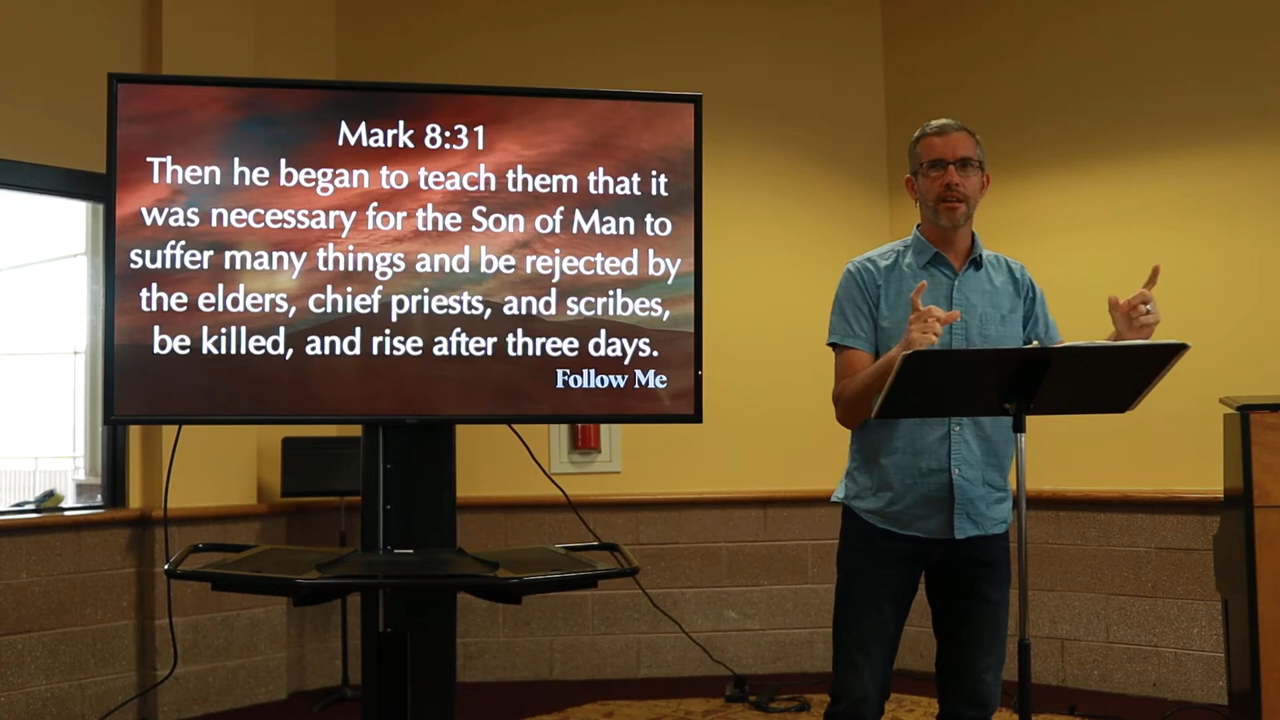 Mark 8:31
Then he began to teach them that it
was necessary for the Son of Man to
suffer many things and be rejected by
the elders, chief priests, and scribes,
be killed, and rise after three days.
Follow Me